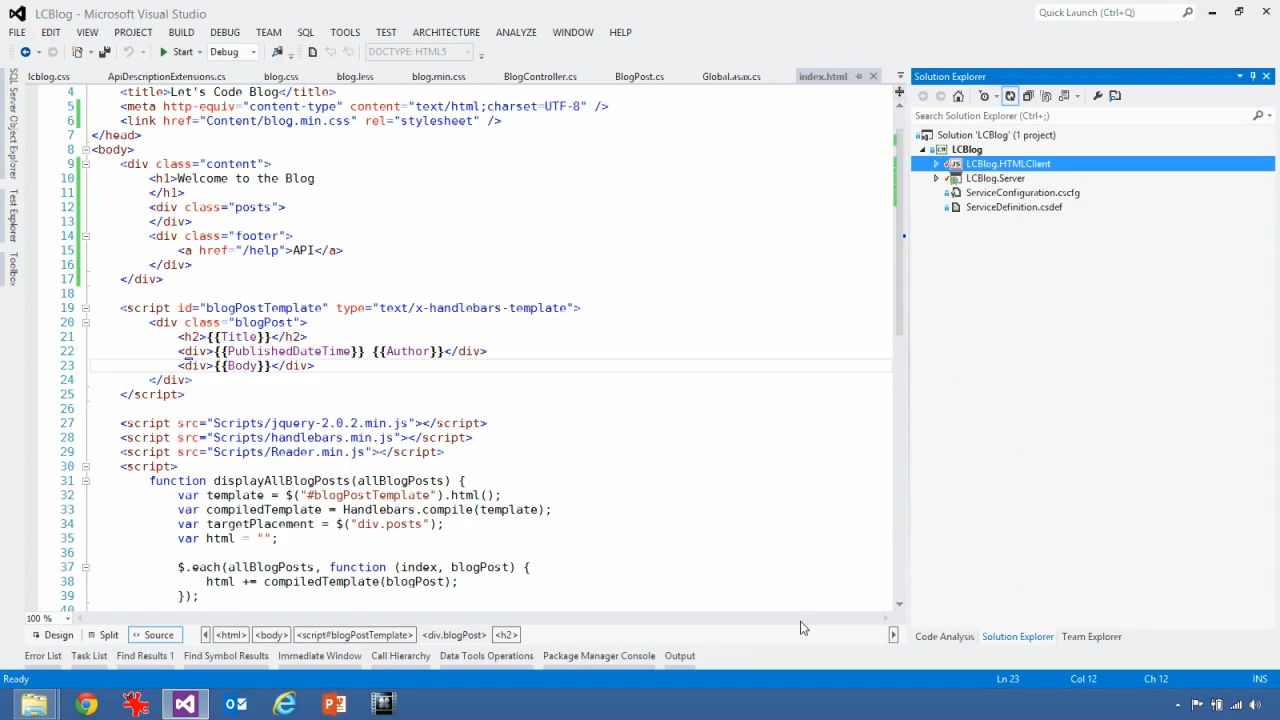 LCBlog - Microsoft Visual Studio
Quick Launch (Ctrl+Q)
FILE EDIT VIEW PROJECT BUILD DEBUG TEAM SQL TOOLS TEST ARCHITECTURE ANALYZE WINDOW HELP
Start Debug DOCTYPE: HTML5
SQL Server Object Explorer
Test Explorer
Toolbox
lcblog.css ApiDescriptionExtensions.cs blog.css blog.less blog.min.css BlogController.cs BlogPost.cs Global.asax.cs index.html
4 <title>Let's Code Blog</title>
5 <meta http-equiv="content-type" content="text/html;charset=UTF-8" />
6 <link href="Content/blog.min.css" rel="stylesheet" />
7 </head>
8 <body>
9 <div class="content">
10 <h1>Welcome to the Blog
11 </h1>
12 <div class="posts">
13 </div>
14 <div class="footer">
15 <a href="/help">API</a>
16 </div>
17 </div>
18
19 <script id="blogPostTemplate" type="text/x-handlebars-template">
20 <div class="blogPost">
21 <h2>{{Title}}</h2>
22 <div>{{PublishedDateTime}} {{Author}}</div>
23 <div>{{Body}}</div>
24 </div>
25 </script>
26
27 <script src="Scripts/jquery-2.0.2.min.js"></script>
28 <script src="Scripts/handlebars.min.js"></script>
29 <script src="Scripts/Reader.min.js"></script>
30 <script>
31 function displayAllBlogPosts(allBlogPosts) {
32 var template = $("#blogPostTemplate").html();
33 var compiledTemplate = Handlebars.compile(template);
34 var targetPlacement = $("div.posts");
35 var html = "";
36
37 $.each(allBlogPosts, function (index, blogPost) {
38 html += compiledTemplate(blogPost);
39 });
40
100 %
Design Split Source <html> <body> <script#blogPostTemplate> <div.blogPost> <h2>
Solution Explorer
Search Solution Explorer (Ctrl+;)
Solution 'LCBlog' (1 project)
LCBlog
LCBlog.HTMLClient
LCBlog.Server
ServiceConfiguration.cscfg
ServiceDefinition.csdef
Code Analysis Solution Explorer Team Explorer
Error List Task List Find Results 1 Find Symbol Results Immediate Window Call Hierarchy Data Tools Operations Package Manager Console Output
Ready Ln 23 Col 12 Ch 12 INS